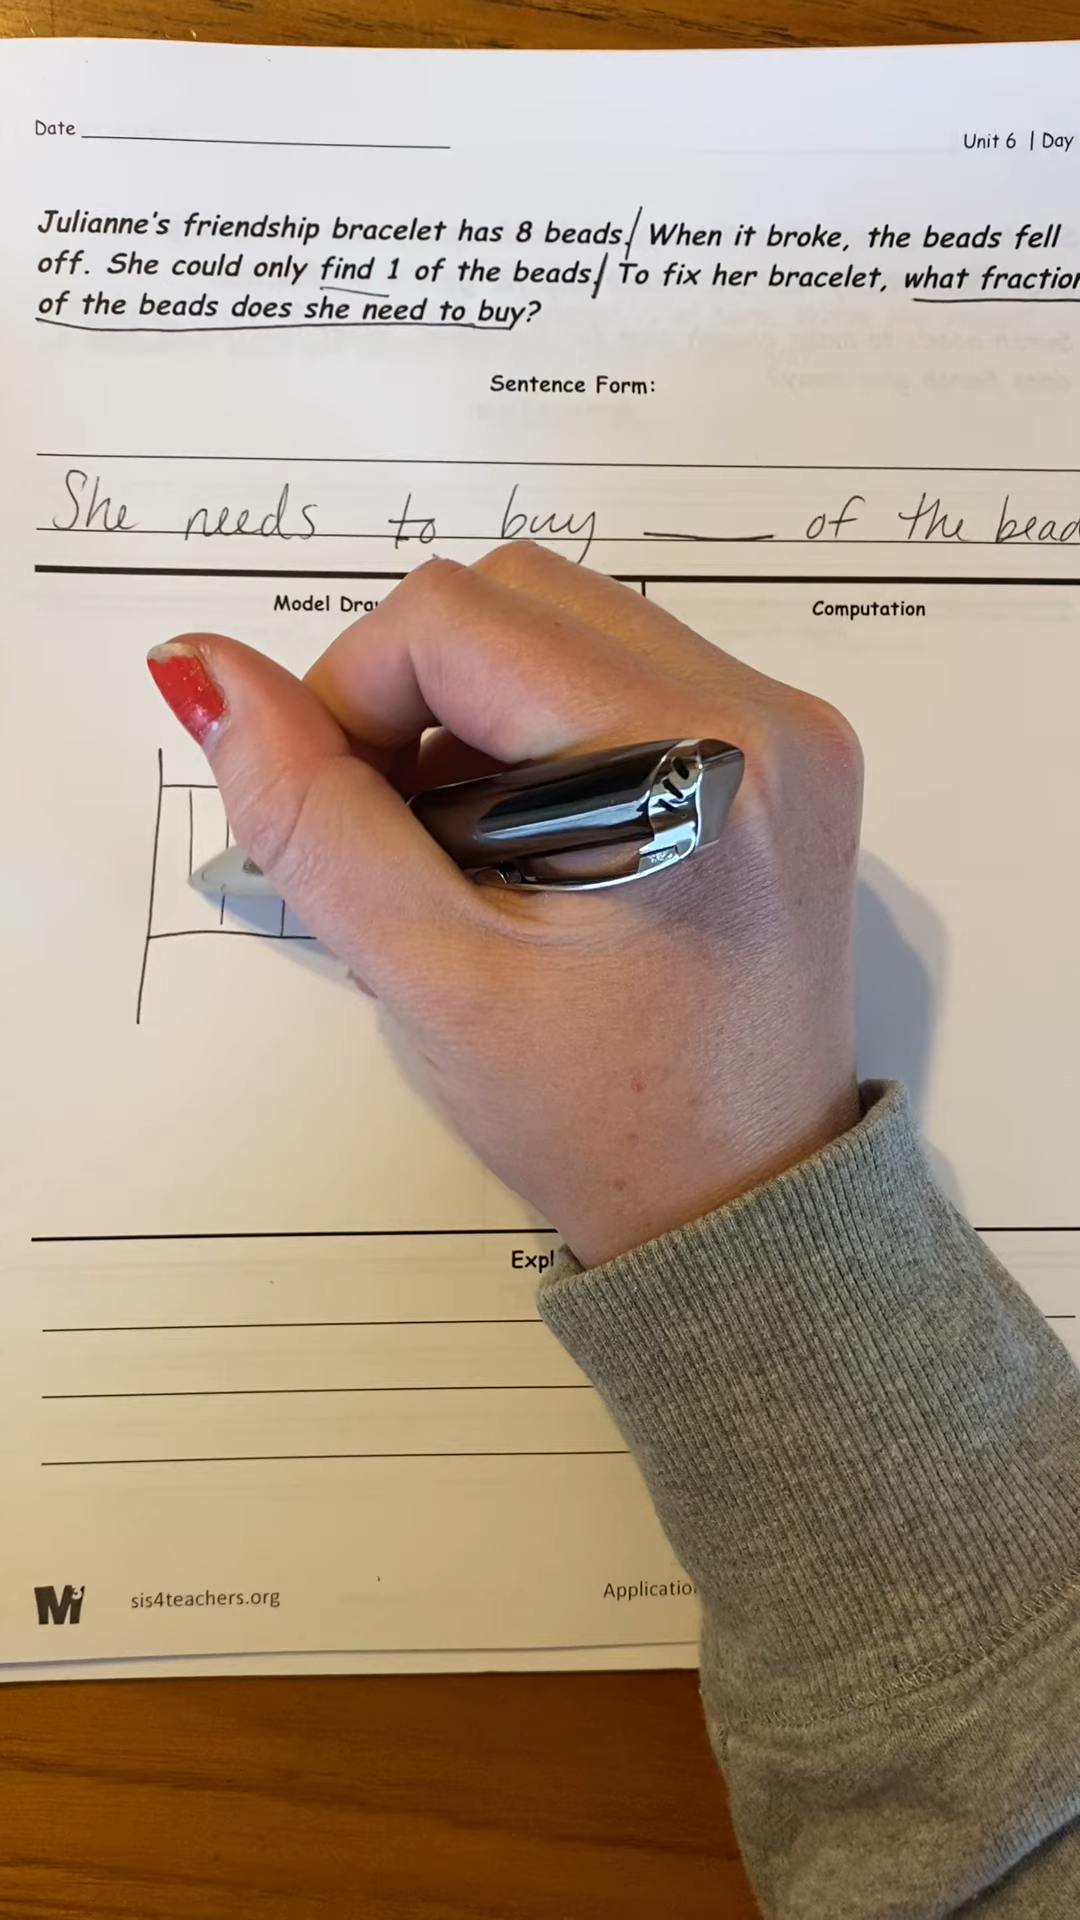 Date
Unit 6 | Day
Julianne's friendship bracelet has 8 beads. When it broke, the beads fell
off. She could only find 1 of the beads. To fix her bracelet, what fraction
of the beads does she need to buy?
Sentence Form:
She needs to buy ____ of the bead
Model Dra
Computation
Expl
M³ sis4teachers.org
Applicatio